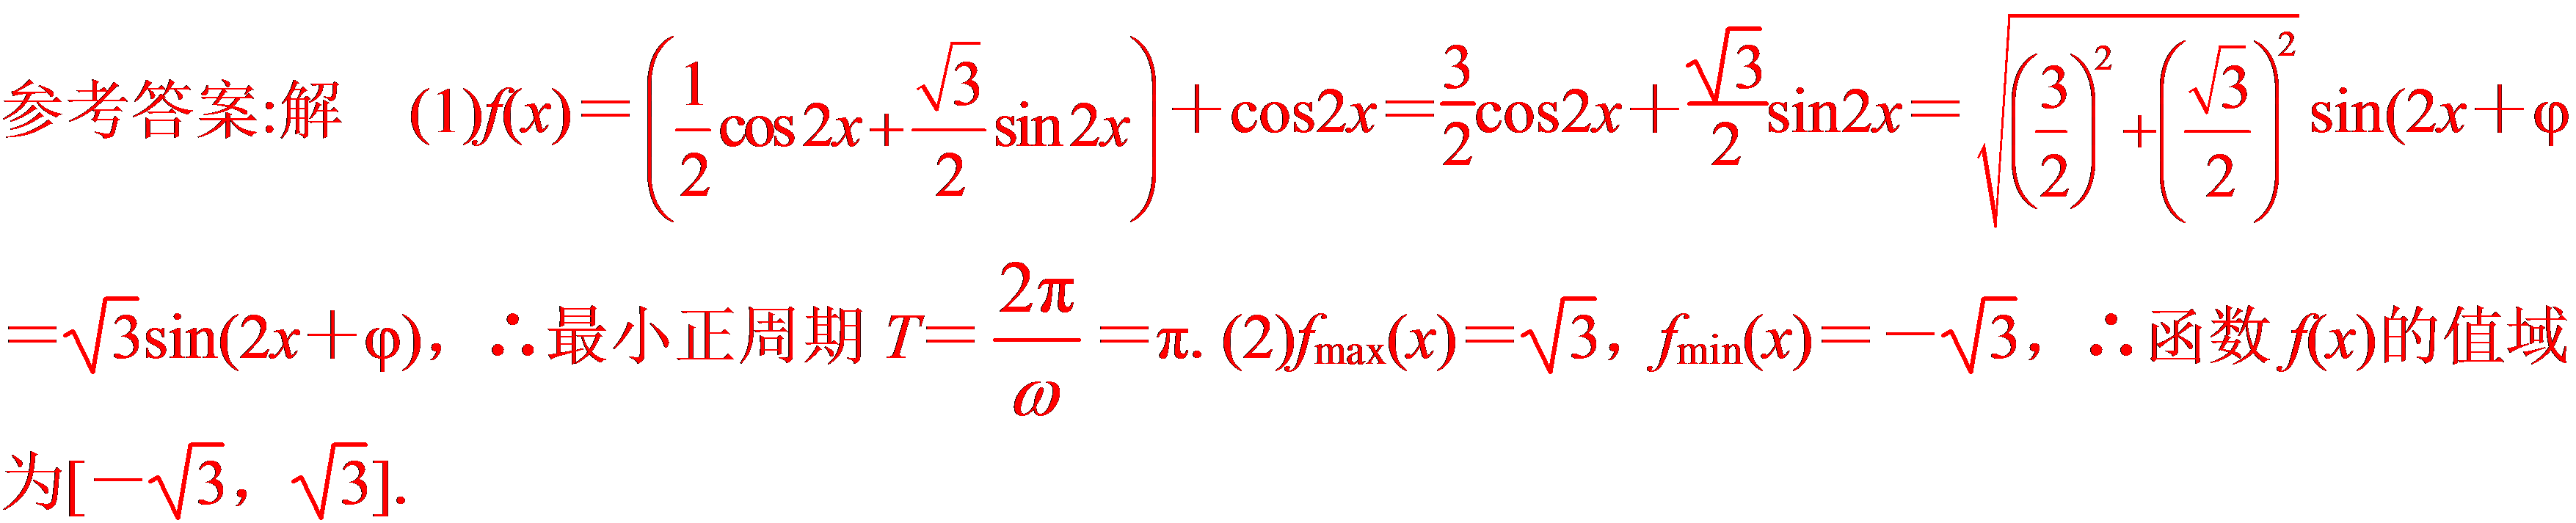 参考答案:解 (1)f(x)=(1/2cos2x+√3/2sin2x)+cos2x=3/2cos2x+√3/2sin2x=√((3/2)²+(√3/2)²)sin(2x+φ
=√3sin(2x+φ)，∴最小正周期 T=2π/ω=π. (2)fmax(x)=√3，fmin(x)=-√3，∴函数 f(x)的值域
为[-√3，√3].